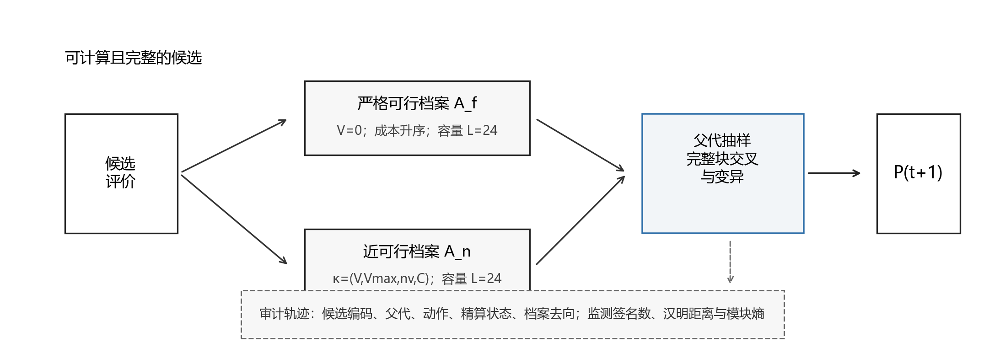 可计算且完整的候选
候选
评价
严格可行档案 A_f
V=0；成本升序；容量 L=24
近可行档案 A_n
κ=(V,Vmax,nv,C)；容量 L=24
父代抽样
完整块交叉
与变异
P(t+1)
审计轨迹：候选编码、父代、动作、精算状态、档案去向；监测签名数、汉明距离与模块熵